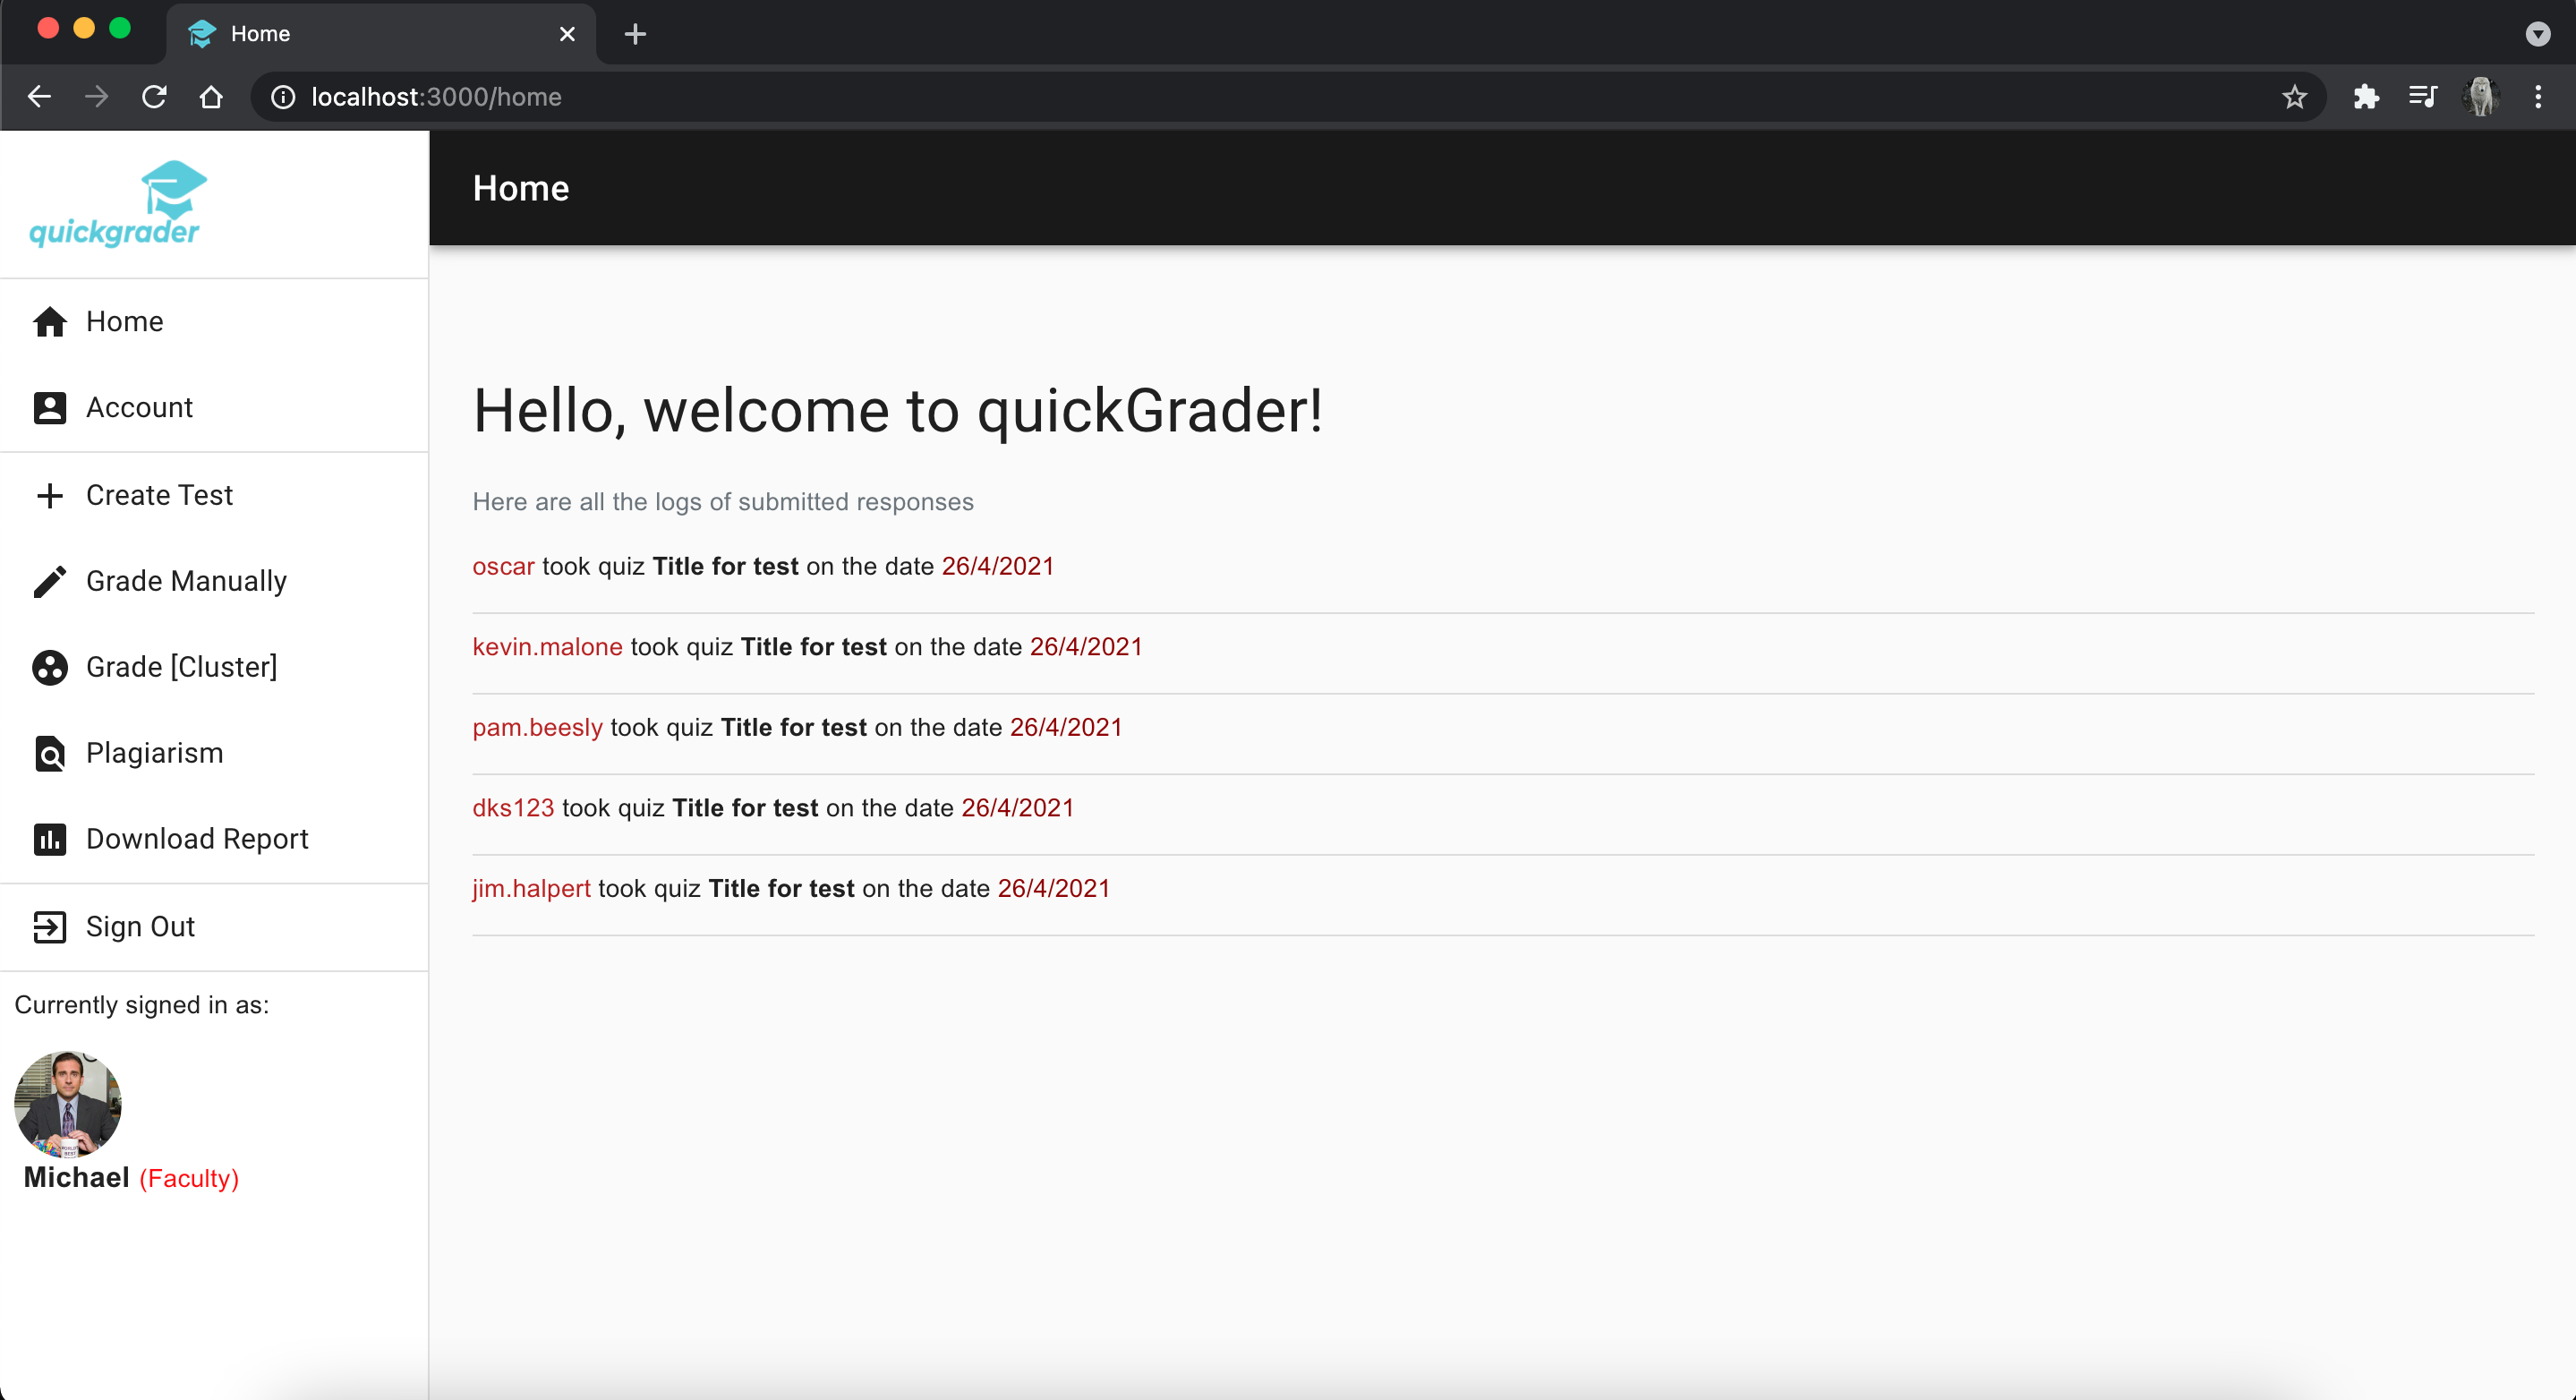 Home
localhost:3000/home
quickgrader
Home
Account
Create Test
Grade Manually
Grade [Cluster]
Plagiarism
Download Report
Sign Out
Currently signed in as:
Michael (Faculty)
Home
Hello, welcome to quickGrader!
Here are all the logs of submitted responses
oscar took quiz Title for test on the date 26/4/2021
kevin.malone took quiz Title for test on the date 26/4/2021
pam.beesly took quiz Title for test on the date 26/4/2021
dks123 took quiz Title for test on the date 26/4/2021
jim.halpert took quiz Title for test on the date 26/4/2021